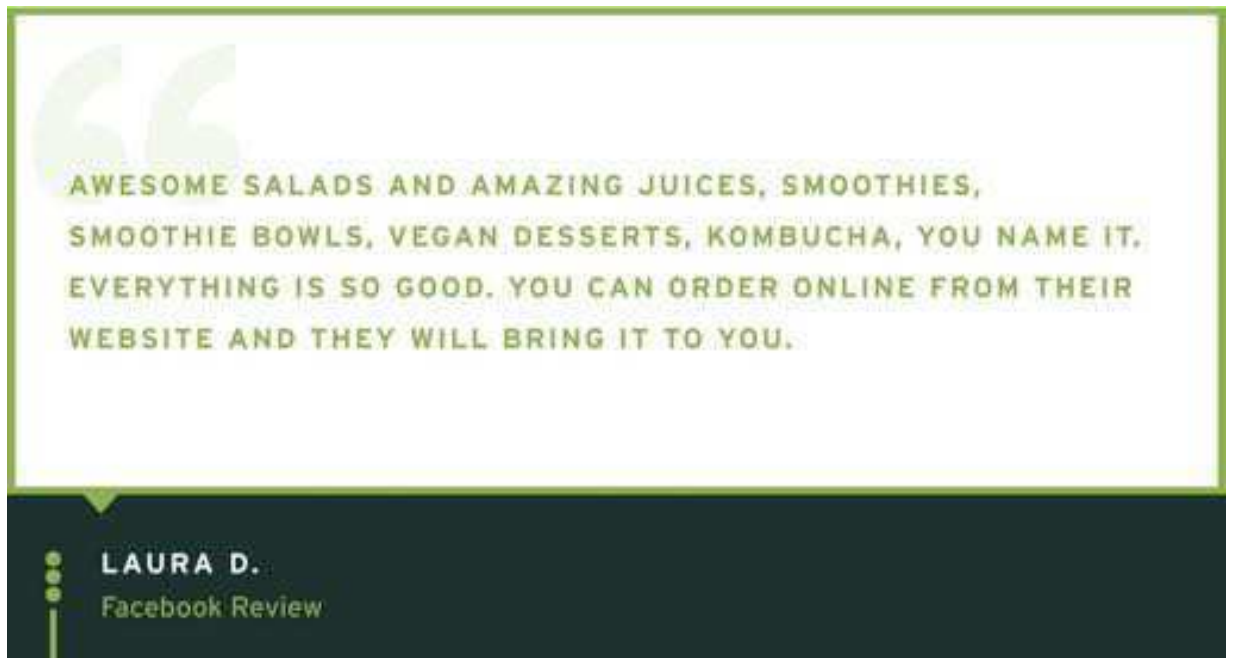 AWESOME SALADS AND AMAZING JUICES, SMOOTHIES,
SMOOTHIE BOWLS, VEGAN DESSERTS, KOMBUCHA, YOU NAME IT.
EVERYTHING IS SO GOOD. YOU CAN ORDER ONLINE FROM THEIR
WEBSITE AND THEY WILL BRING IT TO YOU.
LAURA D.
Facebook Review